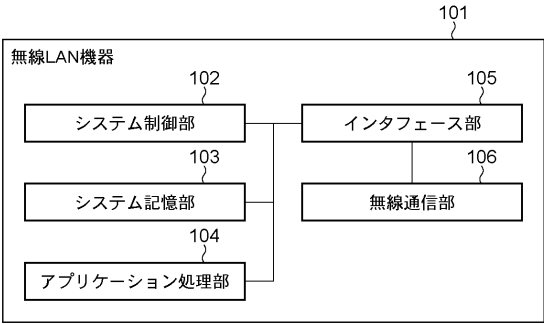 101
無線LAN機器
102
システム制御部
103
システム記憶部
104
アプリケーション処理部
105
インタフェース部
106
無線通信部